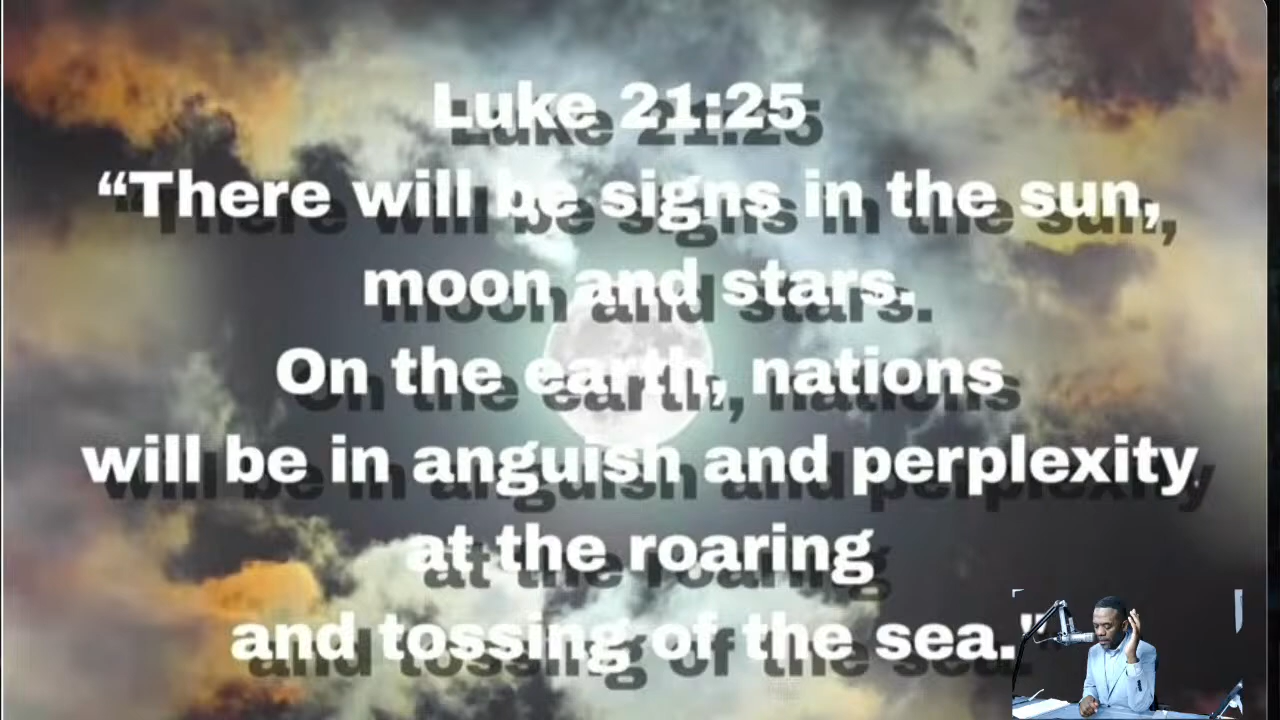 Luke 21:25
“There will be signs in the sun,
moon and stars.
On the earth, nations
will be in anguish and perplexity
at the roaring
and tossing of the sea."